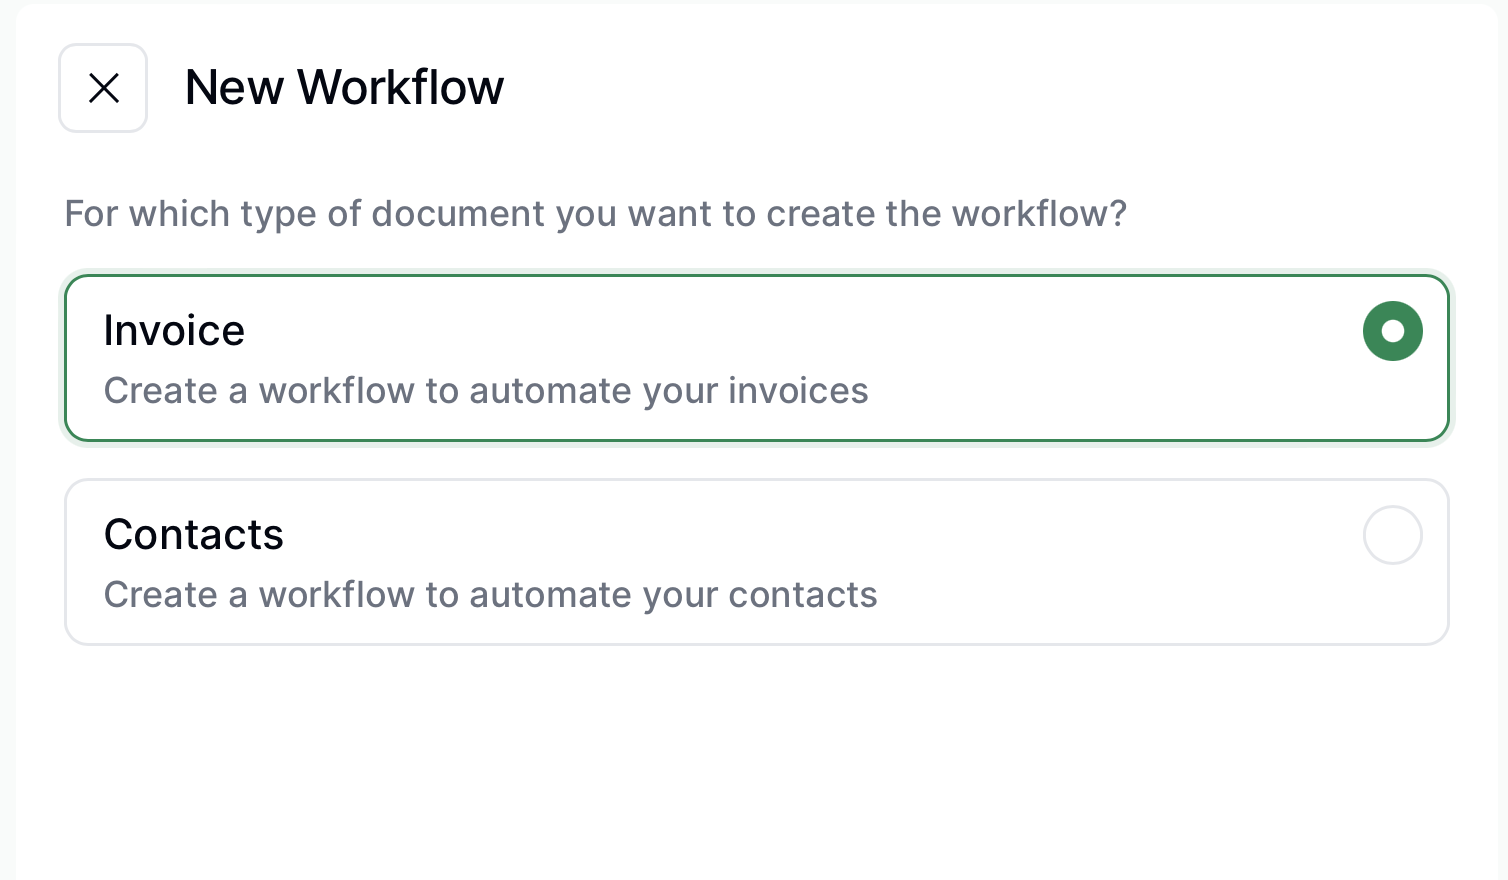 New Workflow
For which type of document you want to create the workflow?
Invoice
Create a workflow to automate your invoices
Contacts
Create a workflow to automate your contacts